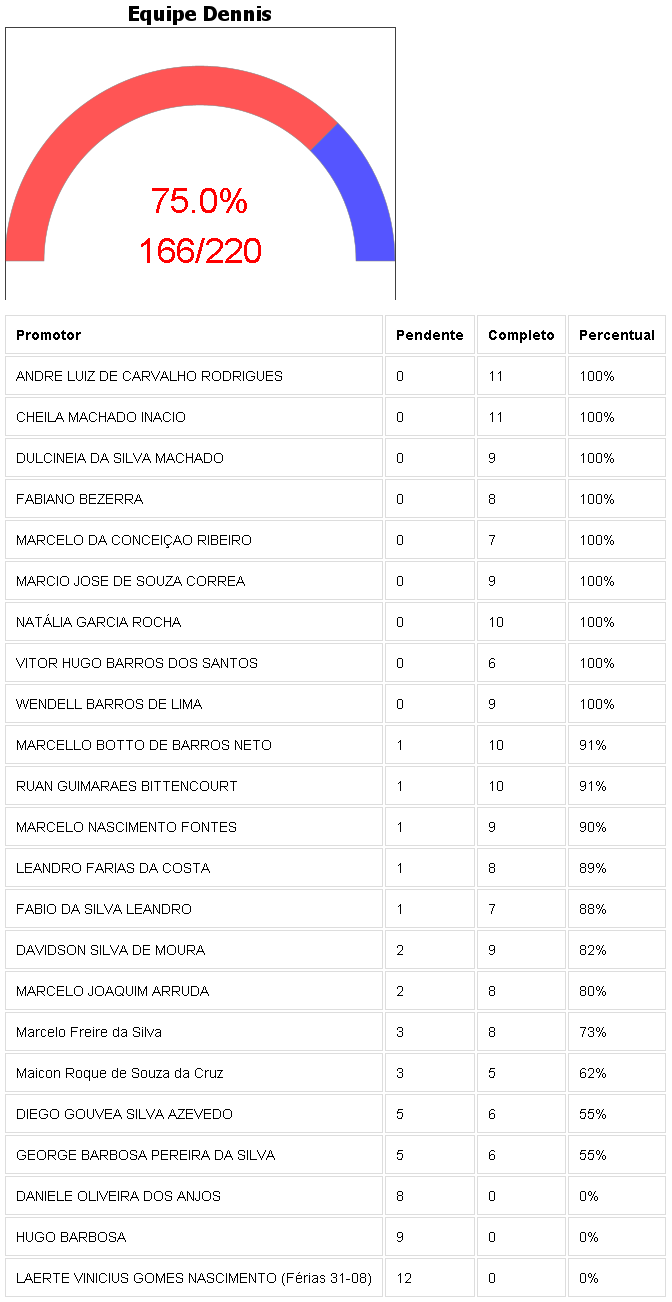 Equipe Dennis
75.0%
166/220
Promotor Pendente Completo Percentual
ANDRE LUIZ DE CARVALHO RODRIGUES 0 11 100%
CHEILA MACHADO INACIO 0 11 100%
DULCINEIA DA SILVA MACHADO 0 9 100%
FABIANO BEZERRA 0 8 100%
MARCELO DA CONCEIÇAO RIBEIRO 0 7 100%
MARCIO JOSE DE SOUZA CORREA 0 9 100%
NATÁLIA GARCIA ROCHA 0 10 100%
VITOR HUGO BARROS DOS SANTOS 0 6 100%
WENDELL BARROS DE LIMA 0 9 100%
MARCELLO BOTTO DE BARROS NETO 1 10 91%
RUAN GUIMARAES BITTENCOURT 1 10 91%
MARCELO NASCIMENTO FONTES 1 9 90%
LEANDRO FARIAS DA COSTA 1 8 89%
FABIO DA SILVA LEANDRO 1 7 88%
DAVIDSON SILVA DE MOURA 2 9 82%
MARCELO JOAQUIM ARRUDA 2 8 80%
Marcelo Freire da Silva 3 8 73%
Maicon Roque de Souza da Cruz 3 5 62%
DIEGO GOUVEA SILVA AZEVEDO 5 6 55%
GEORGE BARBOSA PEREIRA DA SILVA 5 6 55%
DANIELE OLIVEIRA DOS ANJOS 8 0 0%
HUGO BARBOSA 9 0 0%
LAERTE VINICIUS GOMES NASCIMENTO (Férias 31-08) 12 0 0%